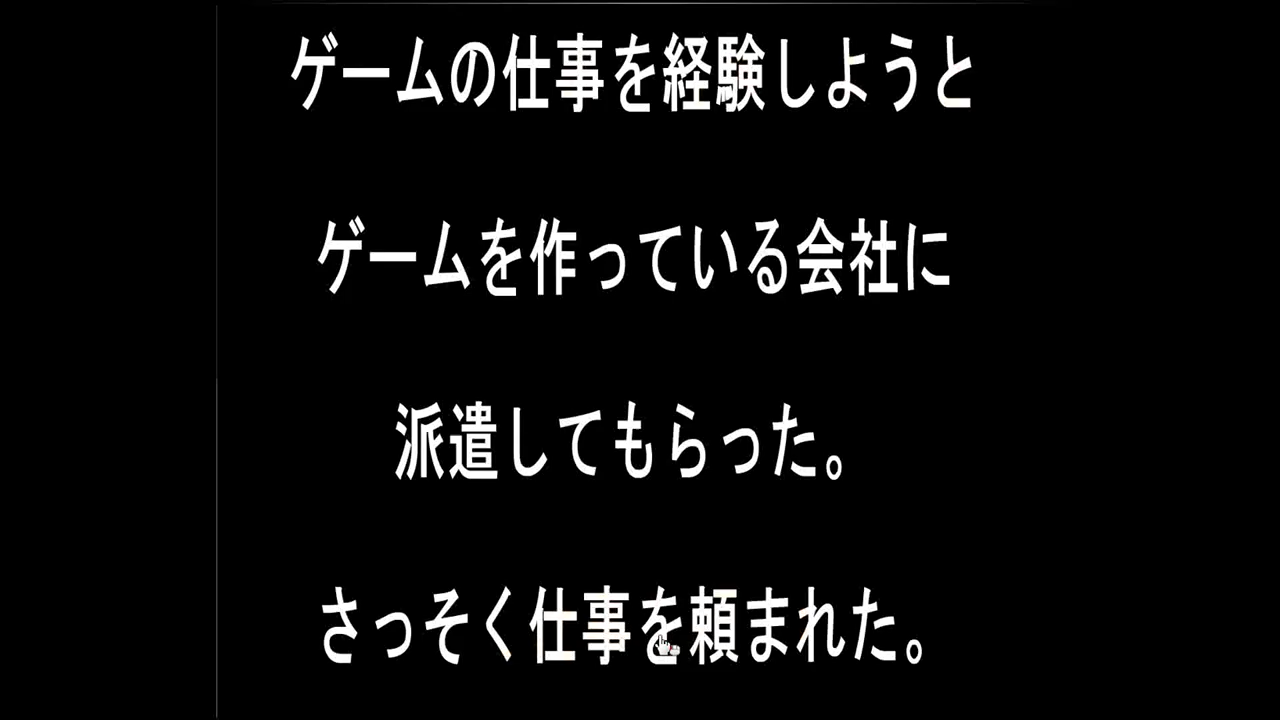 ゲームの仕事を経験しようと
ゲームを作っている会社に
派遣してもらった。
さっそく仕事を頼まれた。